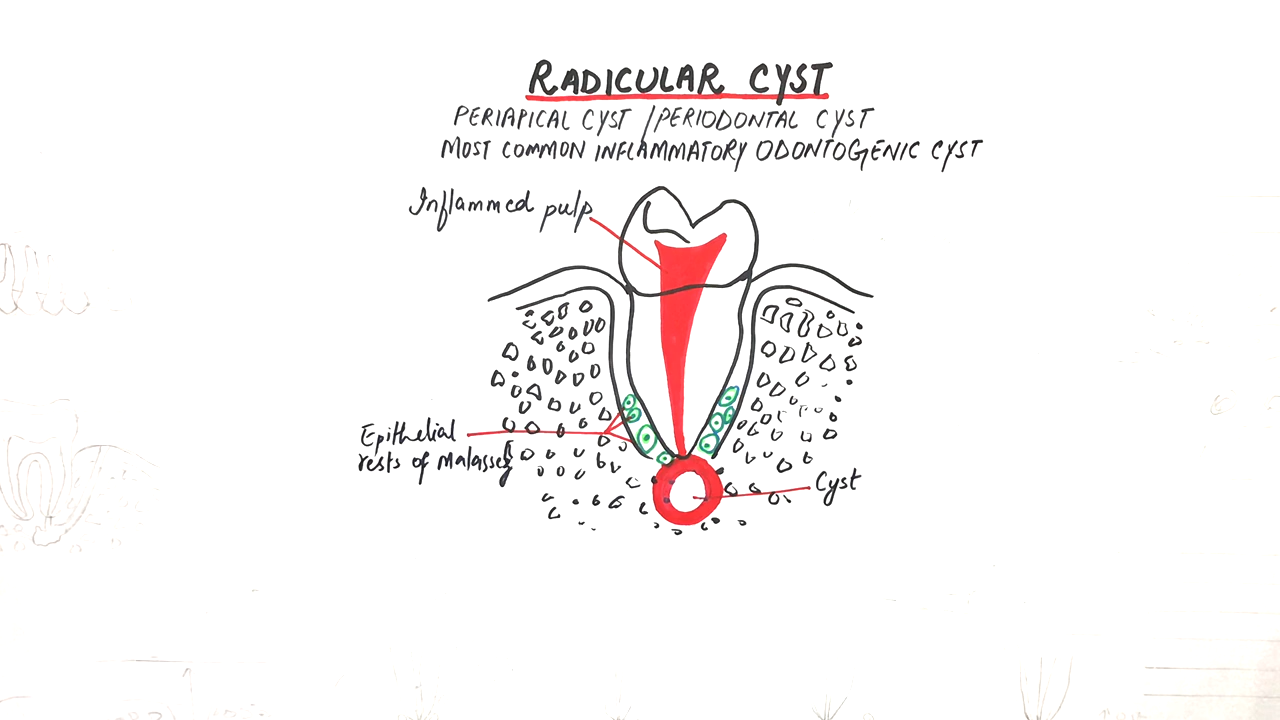 RADICULAR CYST
PERIAPICAL CYST / PERIODONTAL CYST
MOST COMMON INFLAMMATORY ODONTOGENIC CYST
Inflammed pulp
Epithelial
rests of Malassez
Cyst